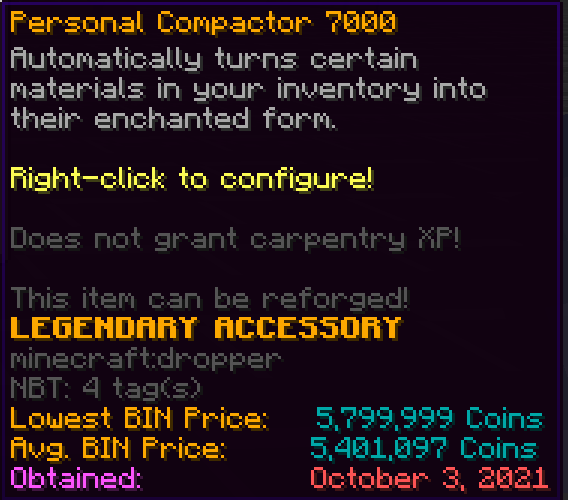 Personal Compactor 7000
Automatically turns certain
materials in your inventory into
their enchanted form.
Right-click to configure!
Does not grant carpentry XP!
This item can be reforged!
LEGENDARY ACCESSORY
minecraft:dropper
NBT: 4 tag(s)
Lowest BIN Price: 5,799,999 Coins
Avg. BIN Price: 5,401,097 Coins
Obtained: October 3, 2021